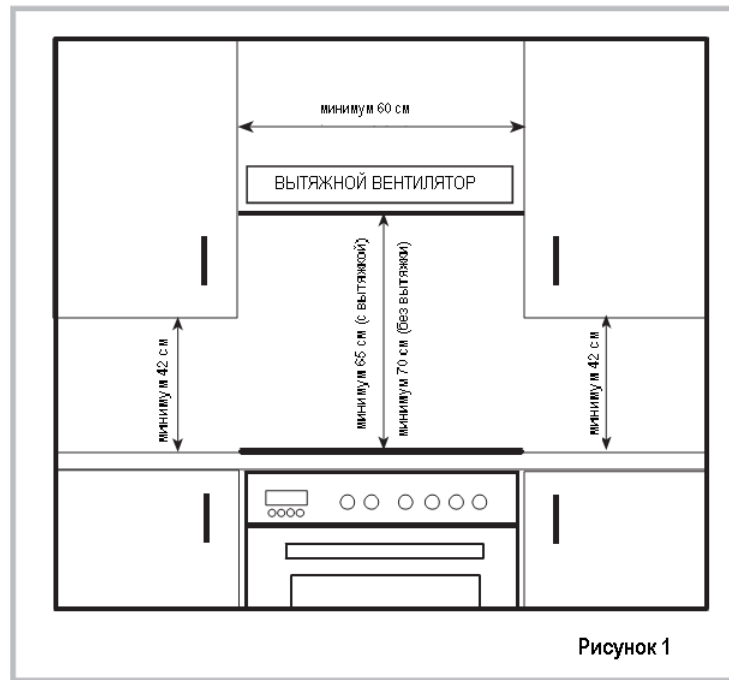 минимум 60 см
ВЫТЯЖНОЙ ВЕНТИЛЯТОР
минимум 42 см
минимум 65 см (с вытяжкой)
минимум 70 см (без вытяжки)
минимум 42 см
Рисунок 1